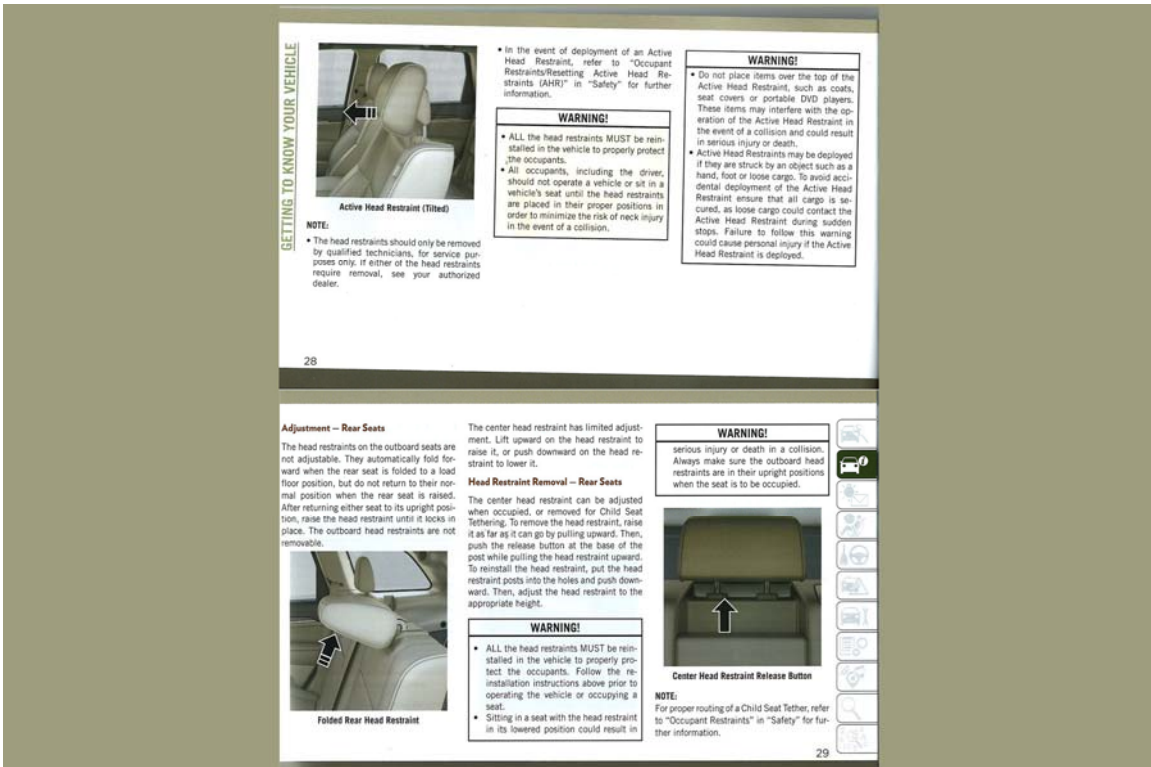 GETTING TO KNOW YOUR VEHICLE
Active Head Restraint (Tilted)
NOTE:
• The head restraints should only be removed
by qualified technicians, for service pur-
poses only. If either of the head restraints
require removal, see your authorized
dealer.
• In the event of deployment of an Active
Head Restraint, refer to “Occupant
Restraints/Resetting Active Head Re-
straints (AHR)” in “Safety” for further
information.
WARNING!
• ALL the head restraints MUST be rein-
stalled in the vehicle to properly protect
the occupants.
• All occupants, including the driver,
should not operate a vehicle or sit in a
vehicle’s seat until the head restraints
are placed in their proper positions in
order to minimize the risk of neck injury
in the event of a collision.
WARNING!
• Do not place items over the top of the
Active Head Restraint, such as coats,
seat covers or portable DVD players.
These items may interfere with the op-
eration of the Active Head Restraint in
the event of a collision and could result
in serious injury or death.
• Active Head Restraints may be deployed
if they are struck by an object such as a
hand, foot or loose cargo. To avoid acci-
dental deployment of the Active Head
Restraint ensure that all cargo is se-
cured, as loose cargo could contact the
Active Head Restraint during sudden
stops. Failure to follow this warning
could cause personal injury if the Active
Head Restraint is deployed.
28
Adjustment — Rear Seats
The head restraints on the outboard seats are
not adjustable. They automatically fold for-
ward when the rear seat is folded to a load
floor position, but do not return to their nor-
mal position when the rear seat is raised.
After returning either seat to its upright posi-
tion, raise the head restraint until it locks in
place. The outboard head restraints are not
removable.
Folded Rear Head Restraint
The center head restraint has limited adjust-
ment. Lift upward on the head restraint to
raise it, or push downward on the head re-
straint to lower it.
Head Restraint Removal — Rear Seats
The center head restraint can be adjusted
when occupied, or removed for Child Seat
Tethering. To remove the head restraint, raise
it as far as it can go by pulling upward. Then,
push the release button at the base of the
post while pulling the head restraint upward.
To reinstall the head restraint, put the head
restraint posts into the holes and push down-
ward. Then, adjust the head restraint to the
appropriate height.
WARNING!
• ALL the head restraints MUST be rein-
stalled in the vehicle to properly pro-
tect the occupants. Follow the re-
installation instructions above prior to
operating the vehicle or occupying a
seat.
• Sitting in a seat with the head restraint
in its lowered position could result in
WARNING!
serious injury or death in a collision.
Always make sure the outboard head
restraints are in their upright positions
when the seat is to be occupied.
Center Head Restraint Release Button
NOTE:
For proper routing of a Child Seat Tether, refer
to “Occupant Restraints” in “Safety” for fur-
ther information.
29